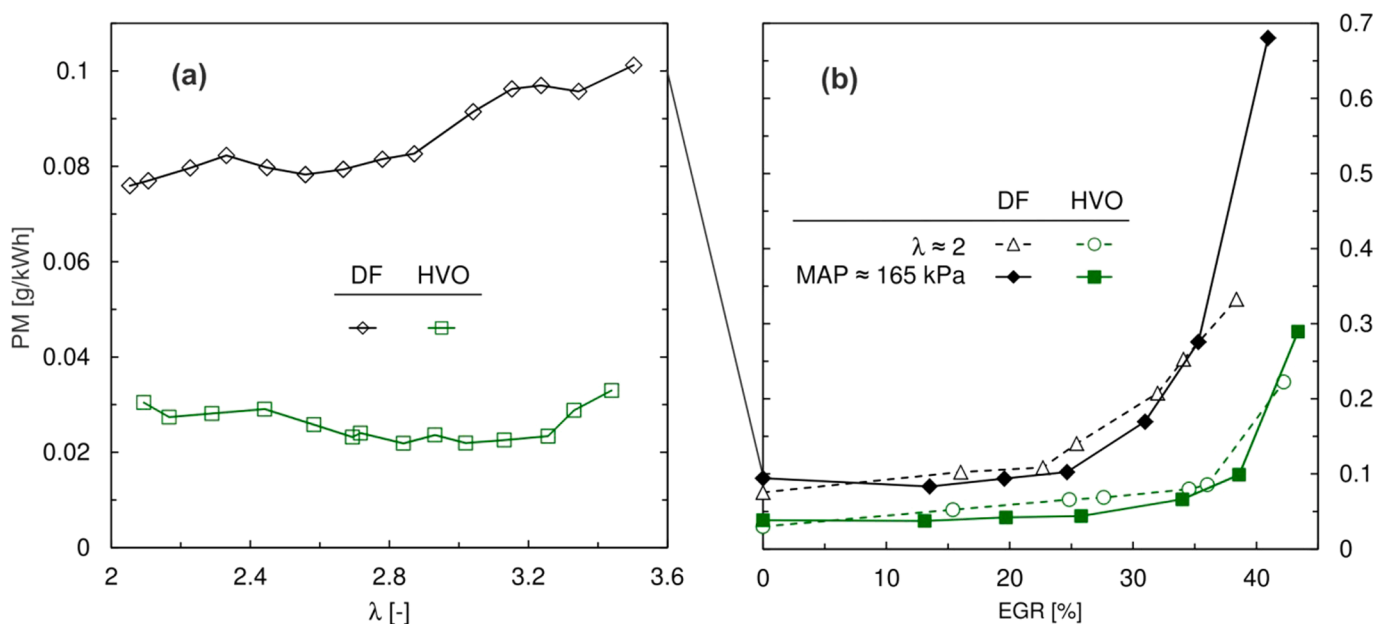 (a)
PM [g/kWh]
0.1
0.08
0.06
0.04
0.02
0
DF HVO
2 2.4 2.8 3.2 3.6
λ [-]
(b)
0.7
0.6
0.5
0.4
0.3
0.2
0.1
0
DF HVO
λ ≈ 2
MAP ≈ 165 kPa
0 10 20 30 40
EGR [%]